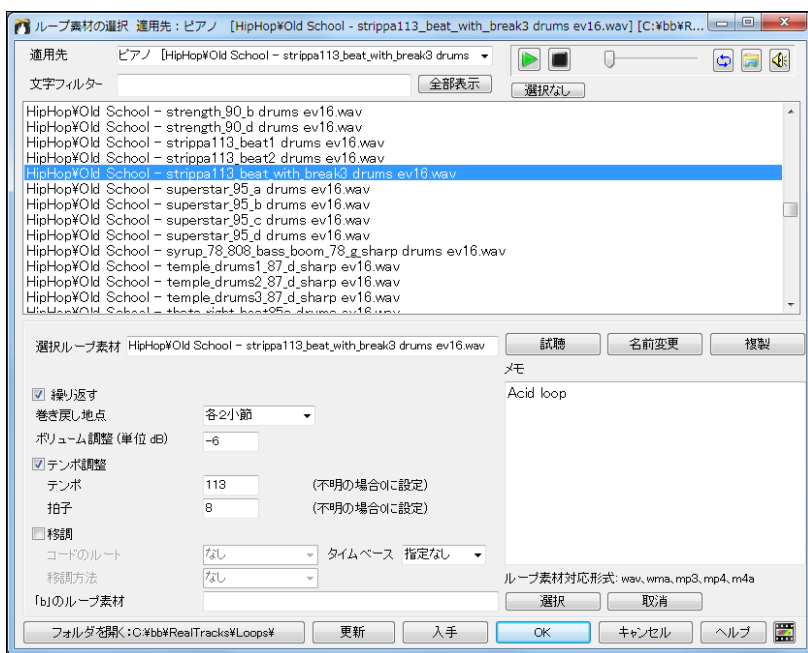 ループ素材の選択 適用先：ピアノ [HipHop¥Old School - strippa113_beat_with_break3 drums ev16.wav] [C:¥bb¥R...
適用先 ピアノ [HipHop¥Old School - strippa113_beat_with_break3 drums
文字フィルター 全部表示 選択なし
HipHop¥Old School - strength_90_b drums ev16.wav
HipHop¥Old School - strength_90_d drums ev16.wav
HipHop¥Old School - strippa113_beat1 drums ev16.wav
HipHop¥Old School - strippa113_beat2 drums ev16.wav
HipHop¥Old School - strippa113_beat_with_break3 drums ev16.wav
HipHop¥Old School - superstar_95_a drums ev16.wav
HipHop¥Old School - superstar_95_b drums ev16.wav
HipHop¥Old School - superstar_95_c drums ev16.wav
HipHop¥Old School - superstar_95_d drums ev16.wav
HipHop¥Old School - syrup_78_808_bass_boom_78_g_sharp drums ev16.wav
HipHop¥Old School - temple_drums1_87_d_sharp ev16.wav
HipHop¥Old School - temple_drums2_87_d_sharp ev16.wav
HipHop¥Old School - temple_drums3_87_d_sharp ev16.wav
HipHop¥Old School - thats_right_beat85a drums ev16.wav
選択ループ素材 HipHop¥Old School - strippa113_beat_with_break3 drums ev16.wav 試聴 名前変更 複製
メモ
Acid loop
繰り返す
巻き戻し地点 各2小節
ボリューム調整 (単位 dB) -6
テンポ調整
テンポ 113 (不明の場合0に設定)
拍子 8 (不明の場合0に設定)
移調
コードのルート なし タイムベース 指定なし
移調方法 なし
ループ素材対応形式: wav、wma、mp3、mp4、m4a
「b」のループ素材 選択 取消
フォルダを開く：C:¥bb¥RealTracks¥Loops¥ 更新 入手 OK キャンセル ヘルプ